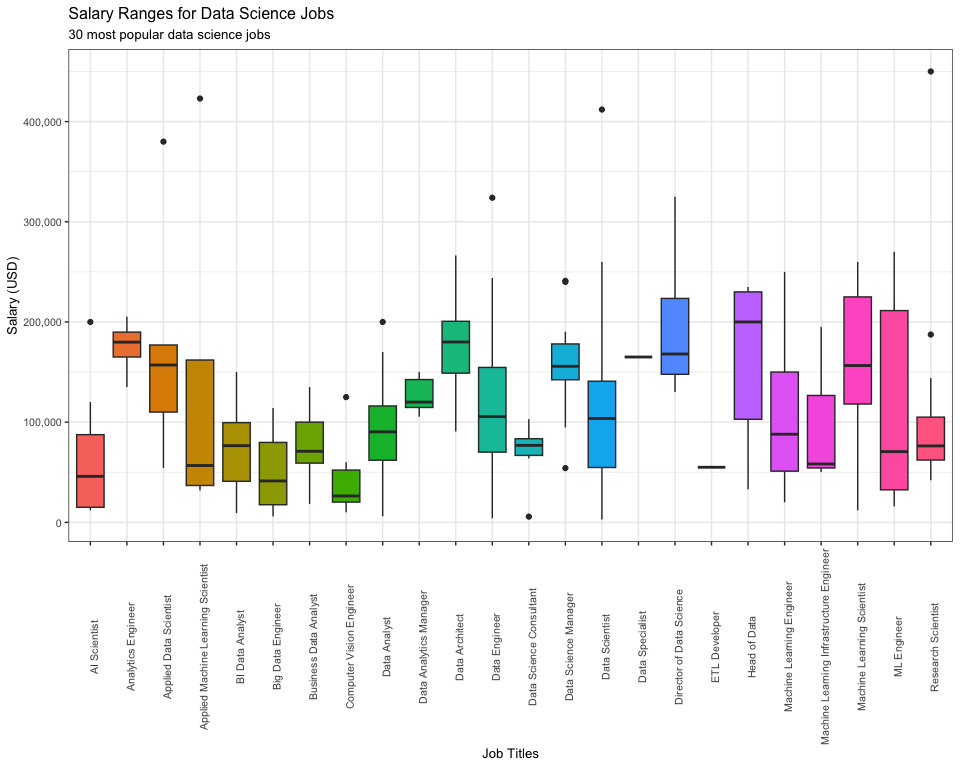 Salary Ranges for Data Science Jobs
30 most popular data science jobs
Salary (USD)
400,000
300,000
200,000
100,000
0
AI Scientist
Analytics Engineer
Applied Data Scientist
Applied Machine Learning Scientist
BI Data Analyst
Big Data Engineer
Business Data Analyst
Computer Vision Engineer
Data Analyst
Data Analytics Manager
Data Architect
Data Engineer
Data Science Consultant
Data Science Manager
Data Scientist
Data Specialist
Director of Data Science
ETL Developer
Head of Data
Machine Learning Engineer
Machine Learning Infrastructure Engineer
Machine Learning Scientist
ML Engineer
Research Scientist
Job Titles